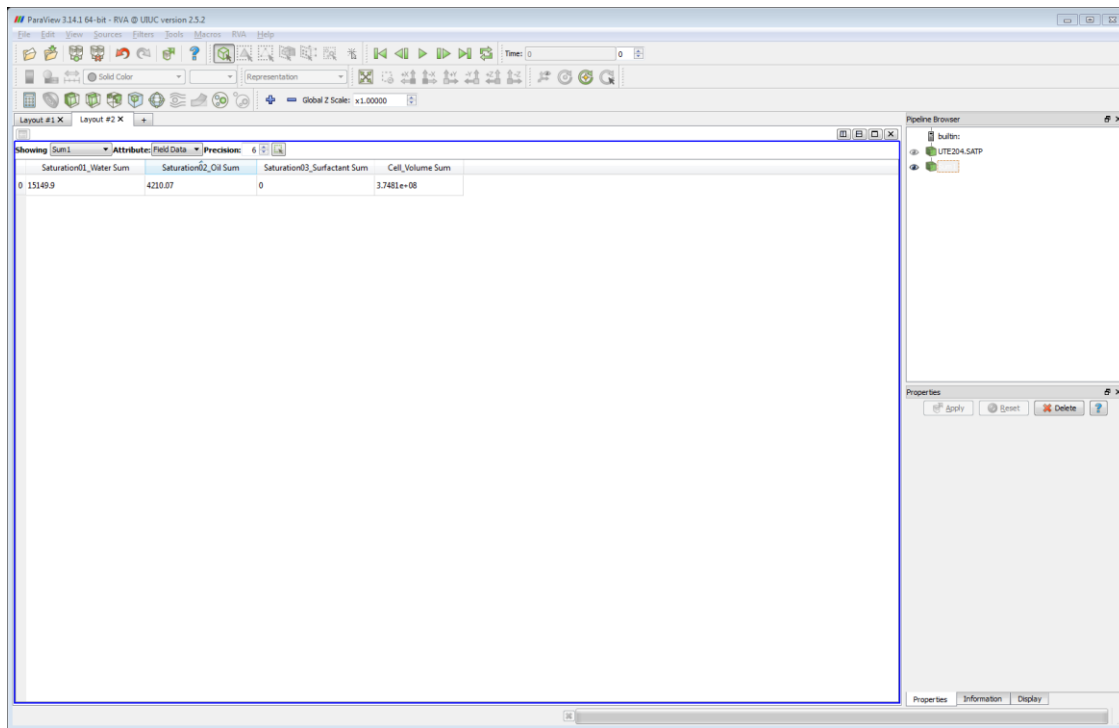 ParaView 3.14.1 64-bit - RVA @ UIUC version 2.5.2
File Edit View Sources Filters Tools Macros RVA Help
Time: 0 0
Solid Color Representation
Global Z Scale: x1.00000
Layout #1 X Layout #2 X +
Pipeline Browser
builtin:
UTE204.SATP
Showing Sum1 Attribute: Field Data Precision: 6
Saturation01_Water Sum Saturation02_Oil Sum Saturation03_Surfactant Sum Cell_Volume Sum
0 15149.9 4210.07 0 3.7481e+08
Properties
Apply Reset Delete ?
Properties Information Display